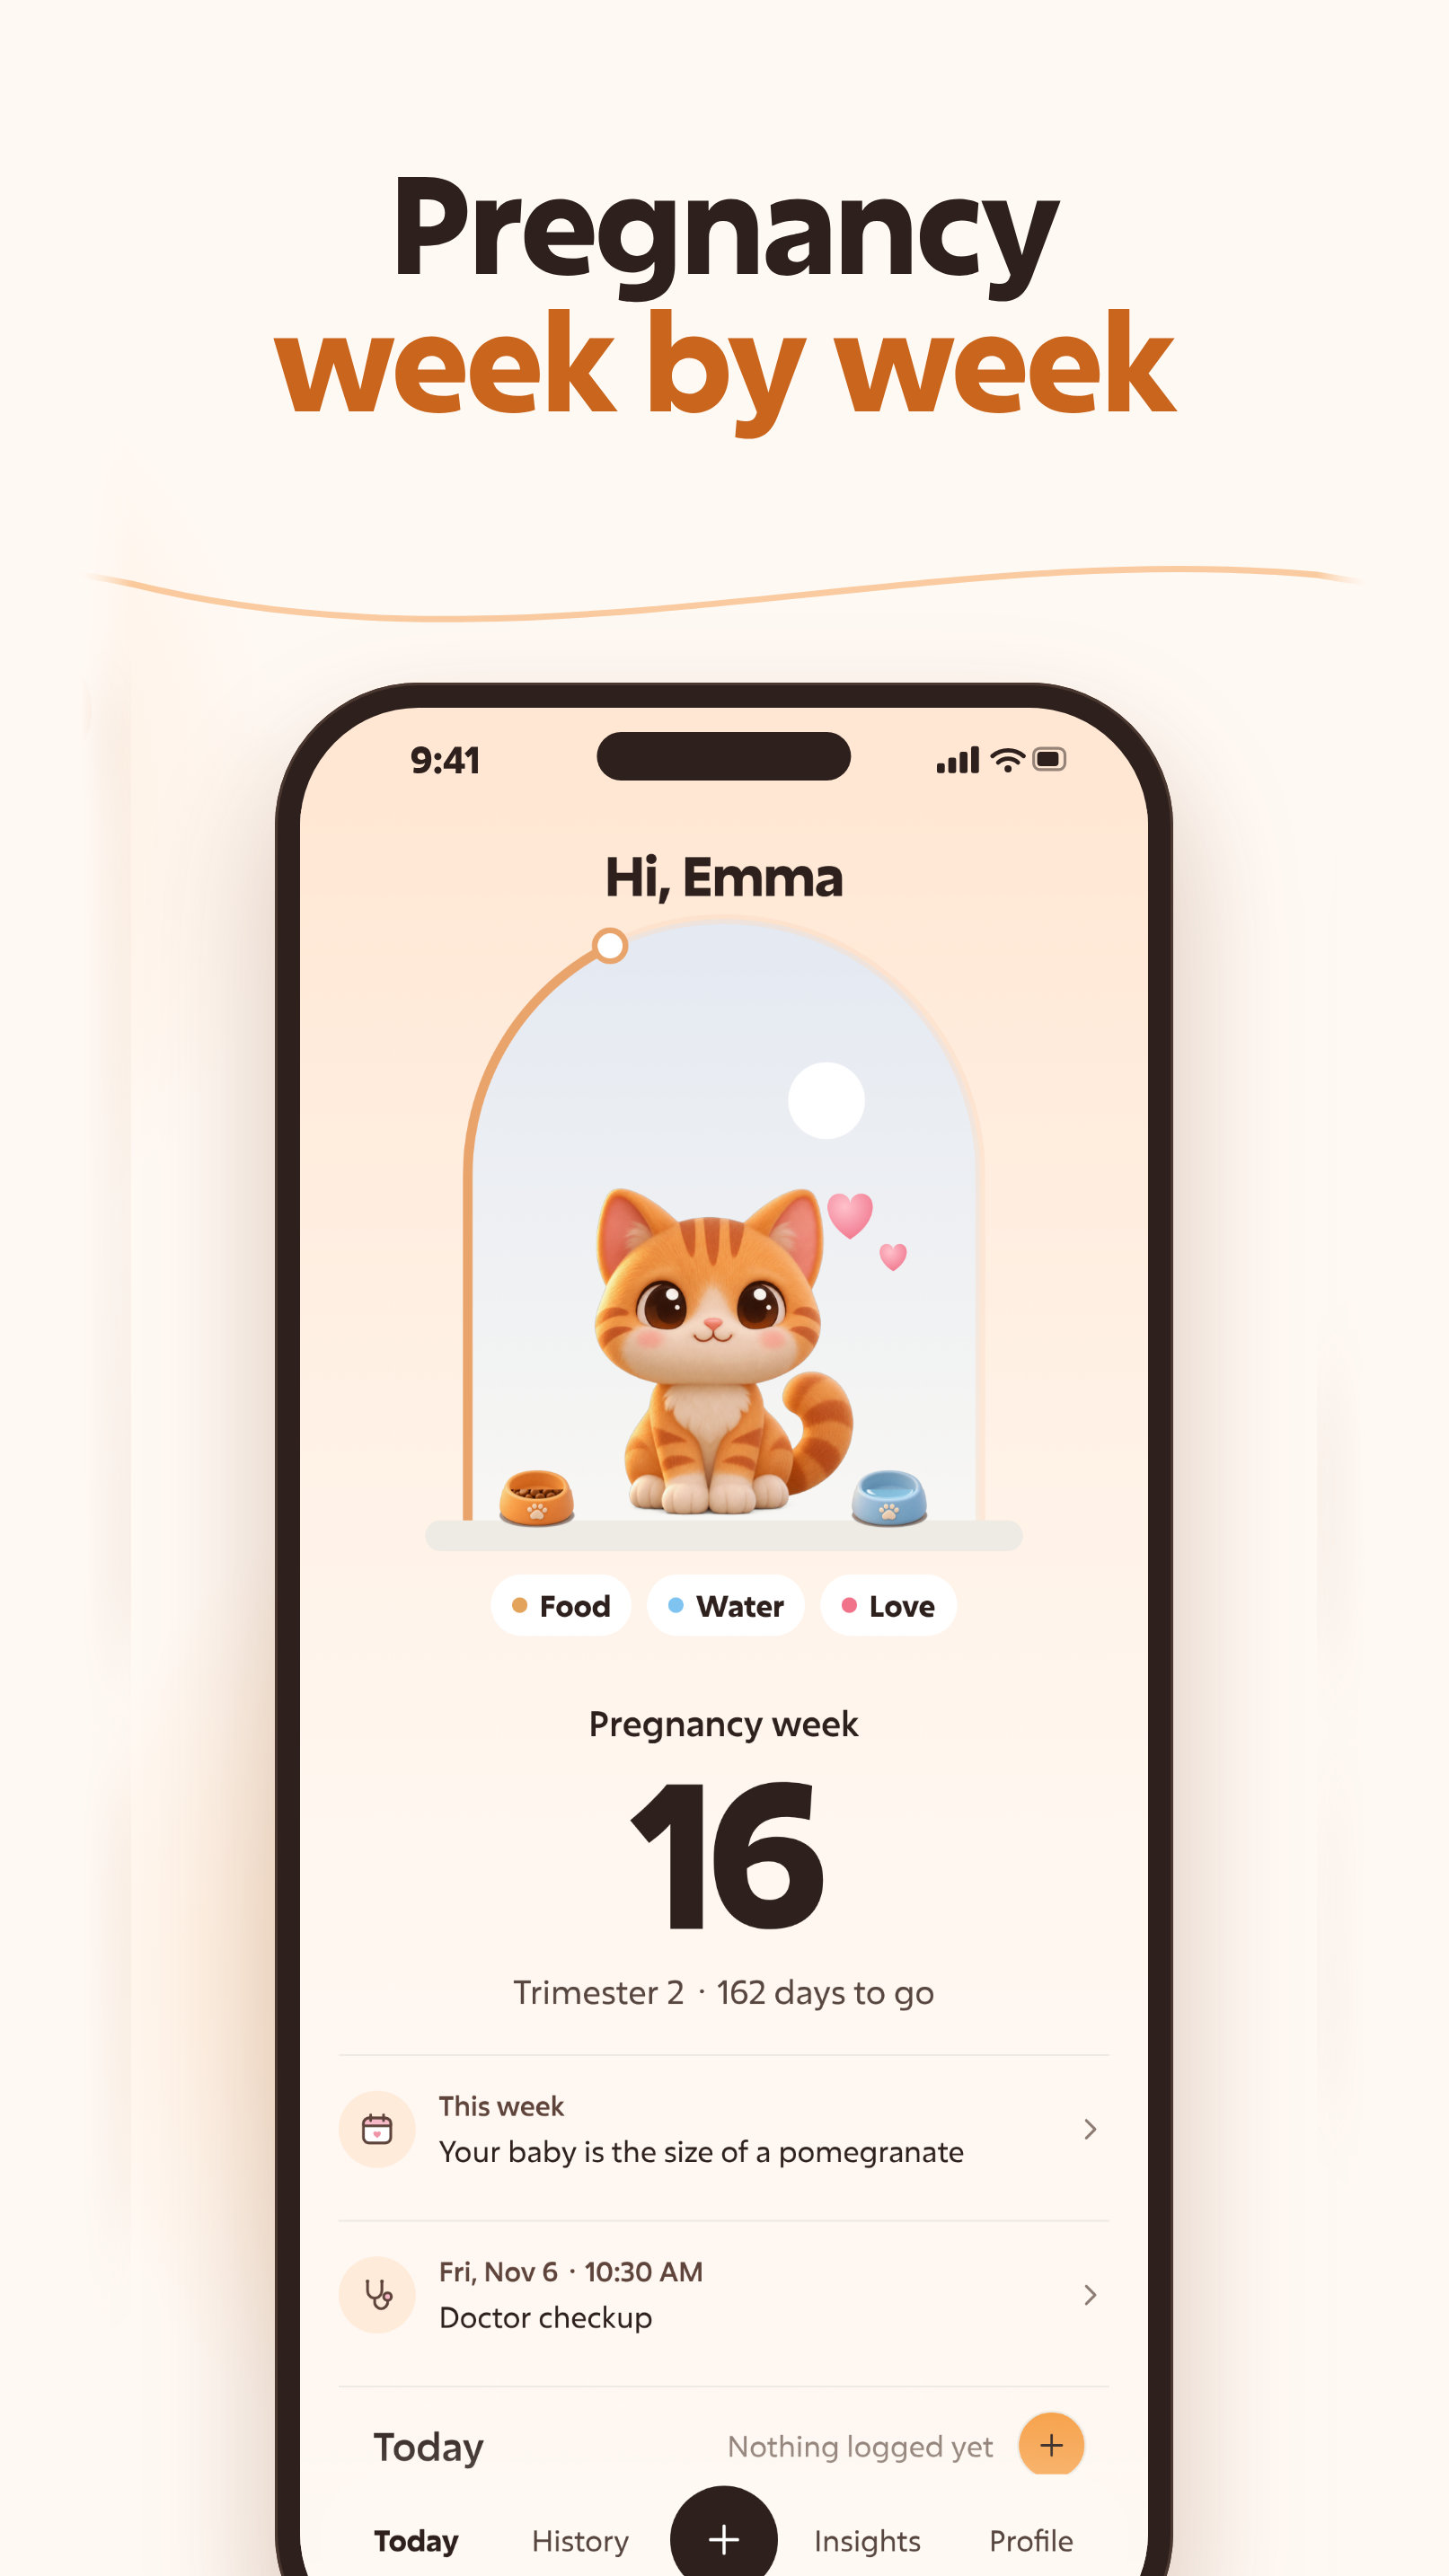 Pregnancy
week by week
9:41
Hi, Emma
Food Water Love
Pregnancy week
16
Trimester 2 · 162 days to go
This week
Your baby is the size of a pomegranate
Fri, Nov 6 · 10:30 AM
Doctor checkup
Today Nothing logged yet
Today History Insights Profile